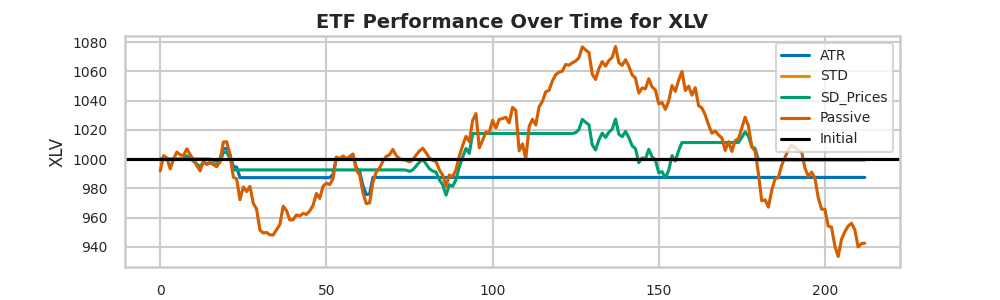 ETF Performance Over Time for XLV
1080
1060
1040
1020
1000
980
960
940
XLV
ATR
STD
SD_Prices
Passive
Initial
0
50
100
150
200